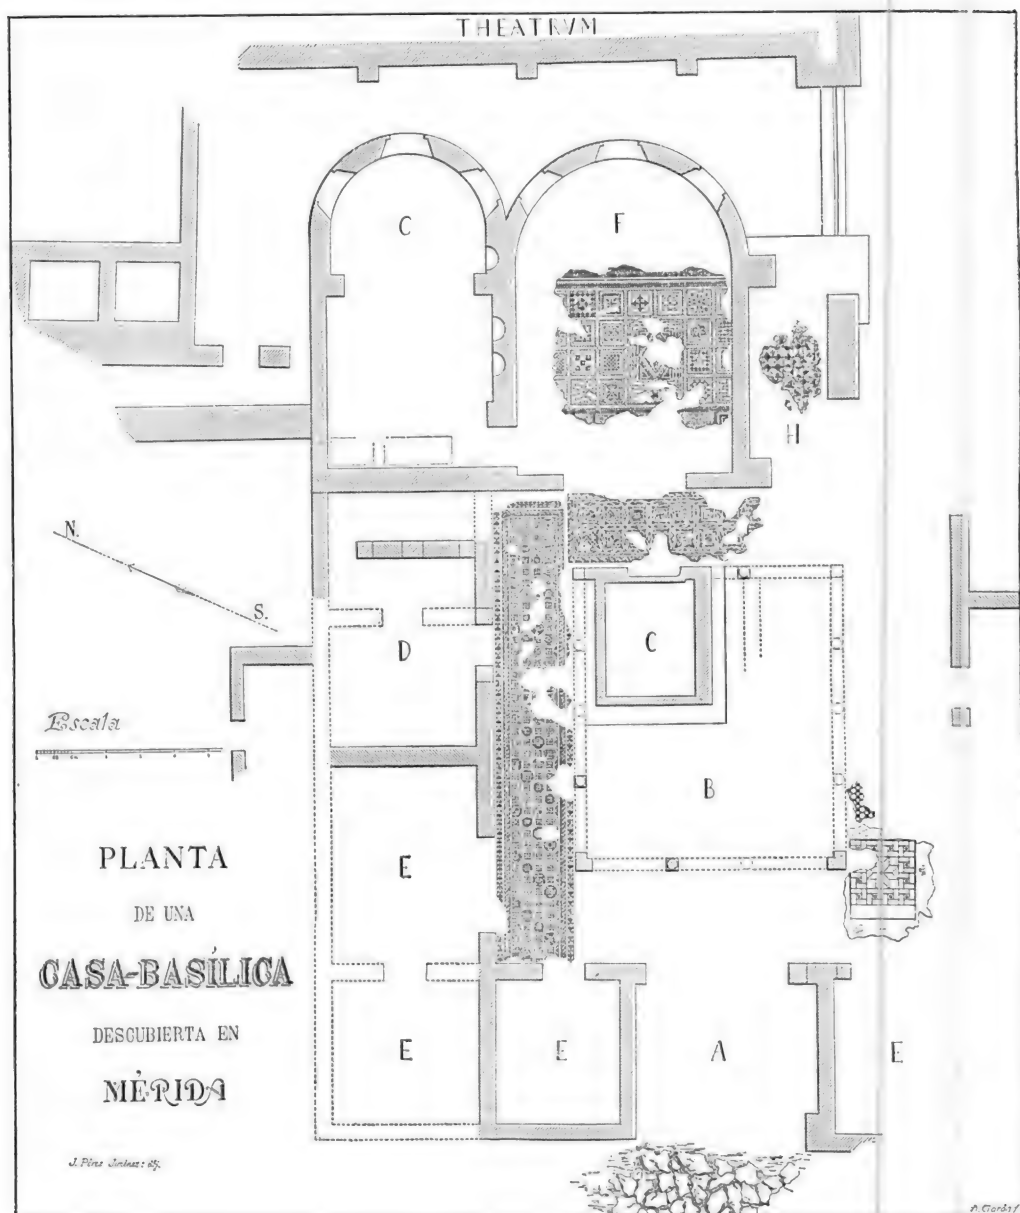 THEATRVM
C
F
H
N.
S.
D
C
Escala
B
PLANTA
DE UNA
E
CASA-BASÍLICA
DESCUBIERTA EN
E
E
A
E
MÉRIDA